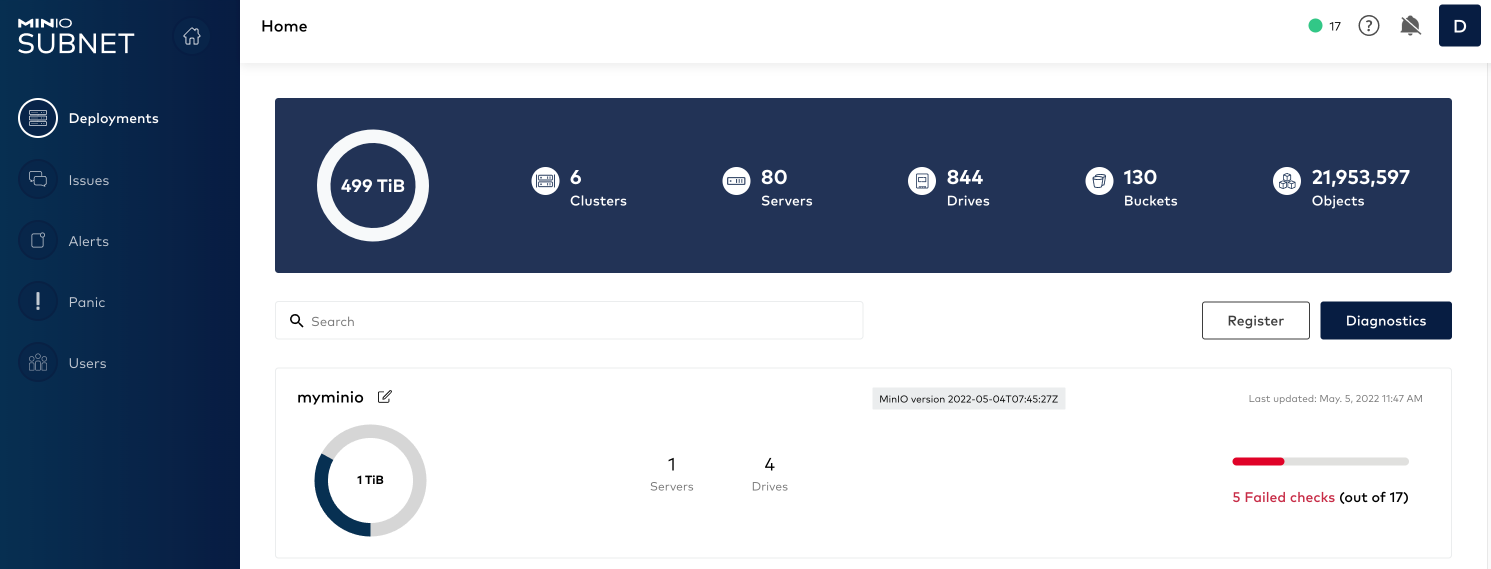 MINIO
SUBNET
Home
17
?
D
Deployments
Issues
Alerts
Panic
Users
499 TiB
6
Clusters
80
Servers
844
Drives
130
Buckets
21,953,597
Objects
Search
Register
Diagnostics
myminio
MinIO version 2022-05-04T07:45:27Z
Last updated: May. 5, 2022 11:47 AM
1 TiB
1
Servers
4
Drives
5 Failed checks (out of 17)